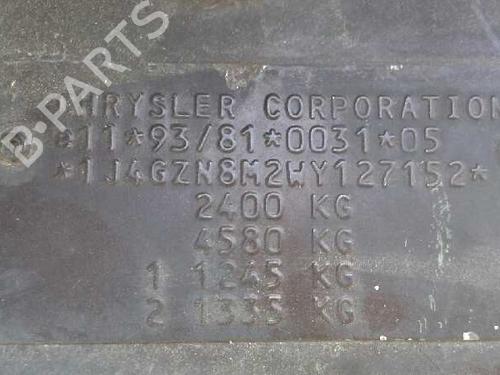 B-PARTS
CHRYSLER CORPORATION
e11*93/81*0031*05
*1J4GZN8M2WY127152*
2400 KG
4580 KG
1 1245 KG
2 1335 KG